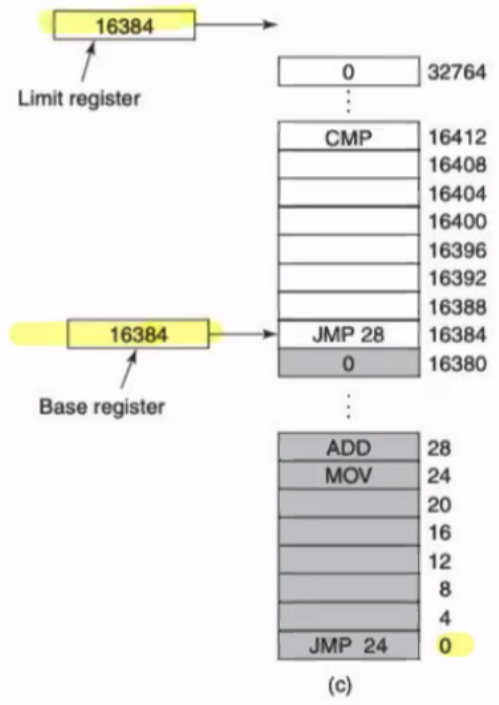 16384
Limit register
0 32764
CMP 16412
16408
16404
16400
16396
16392
16388
16384 JMP 28 16384
0 16380
Base register
ADD 28
MOV 24
20
16
12
8
4
JMP 24 0
(c)